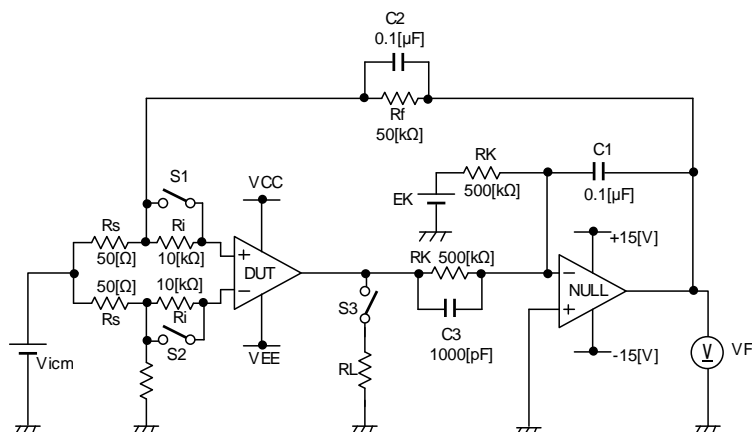 C2
0.1[µF]
Rf
50[kΩ]
RK
500[kΩ]
C1
0.1[µF]
EK
S1
VCC
Rs
50[Ω]
Ri
10[kΩ]
+15[V]
DUT
RK 500[kΩ]
50[Ω]
Rs
10[kΩ]
Ri
NULL
S3
C3
1000[pF]
Vicm
S2
VEE
RL
-15[V]
V
VF